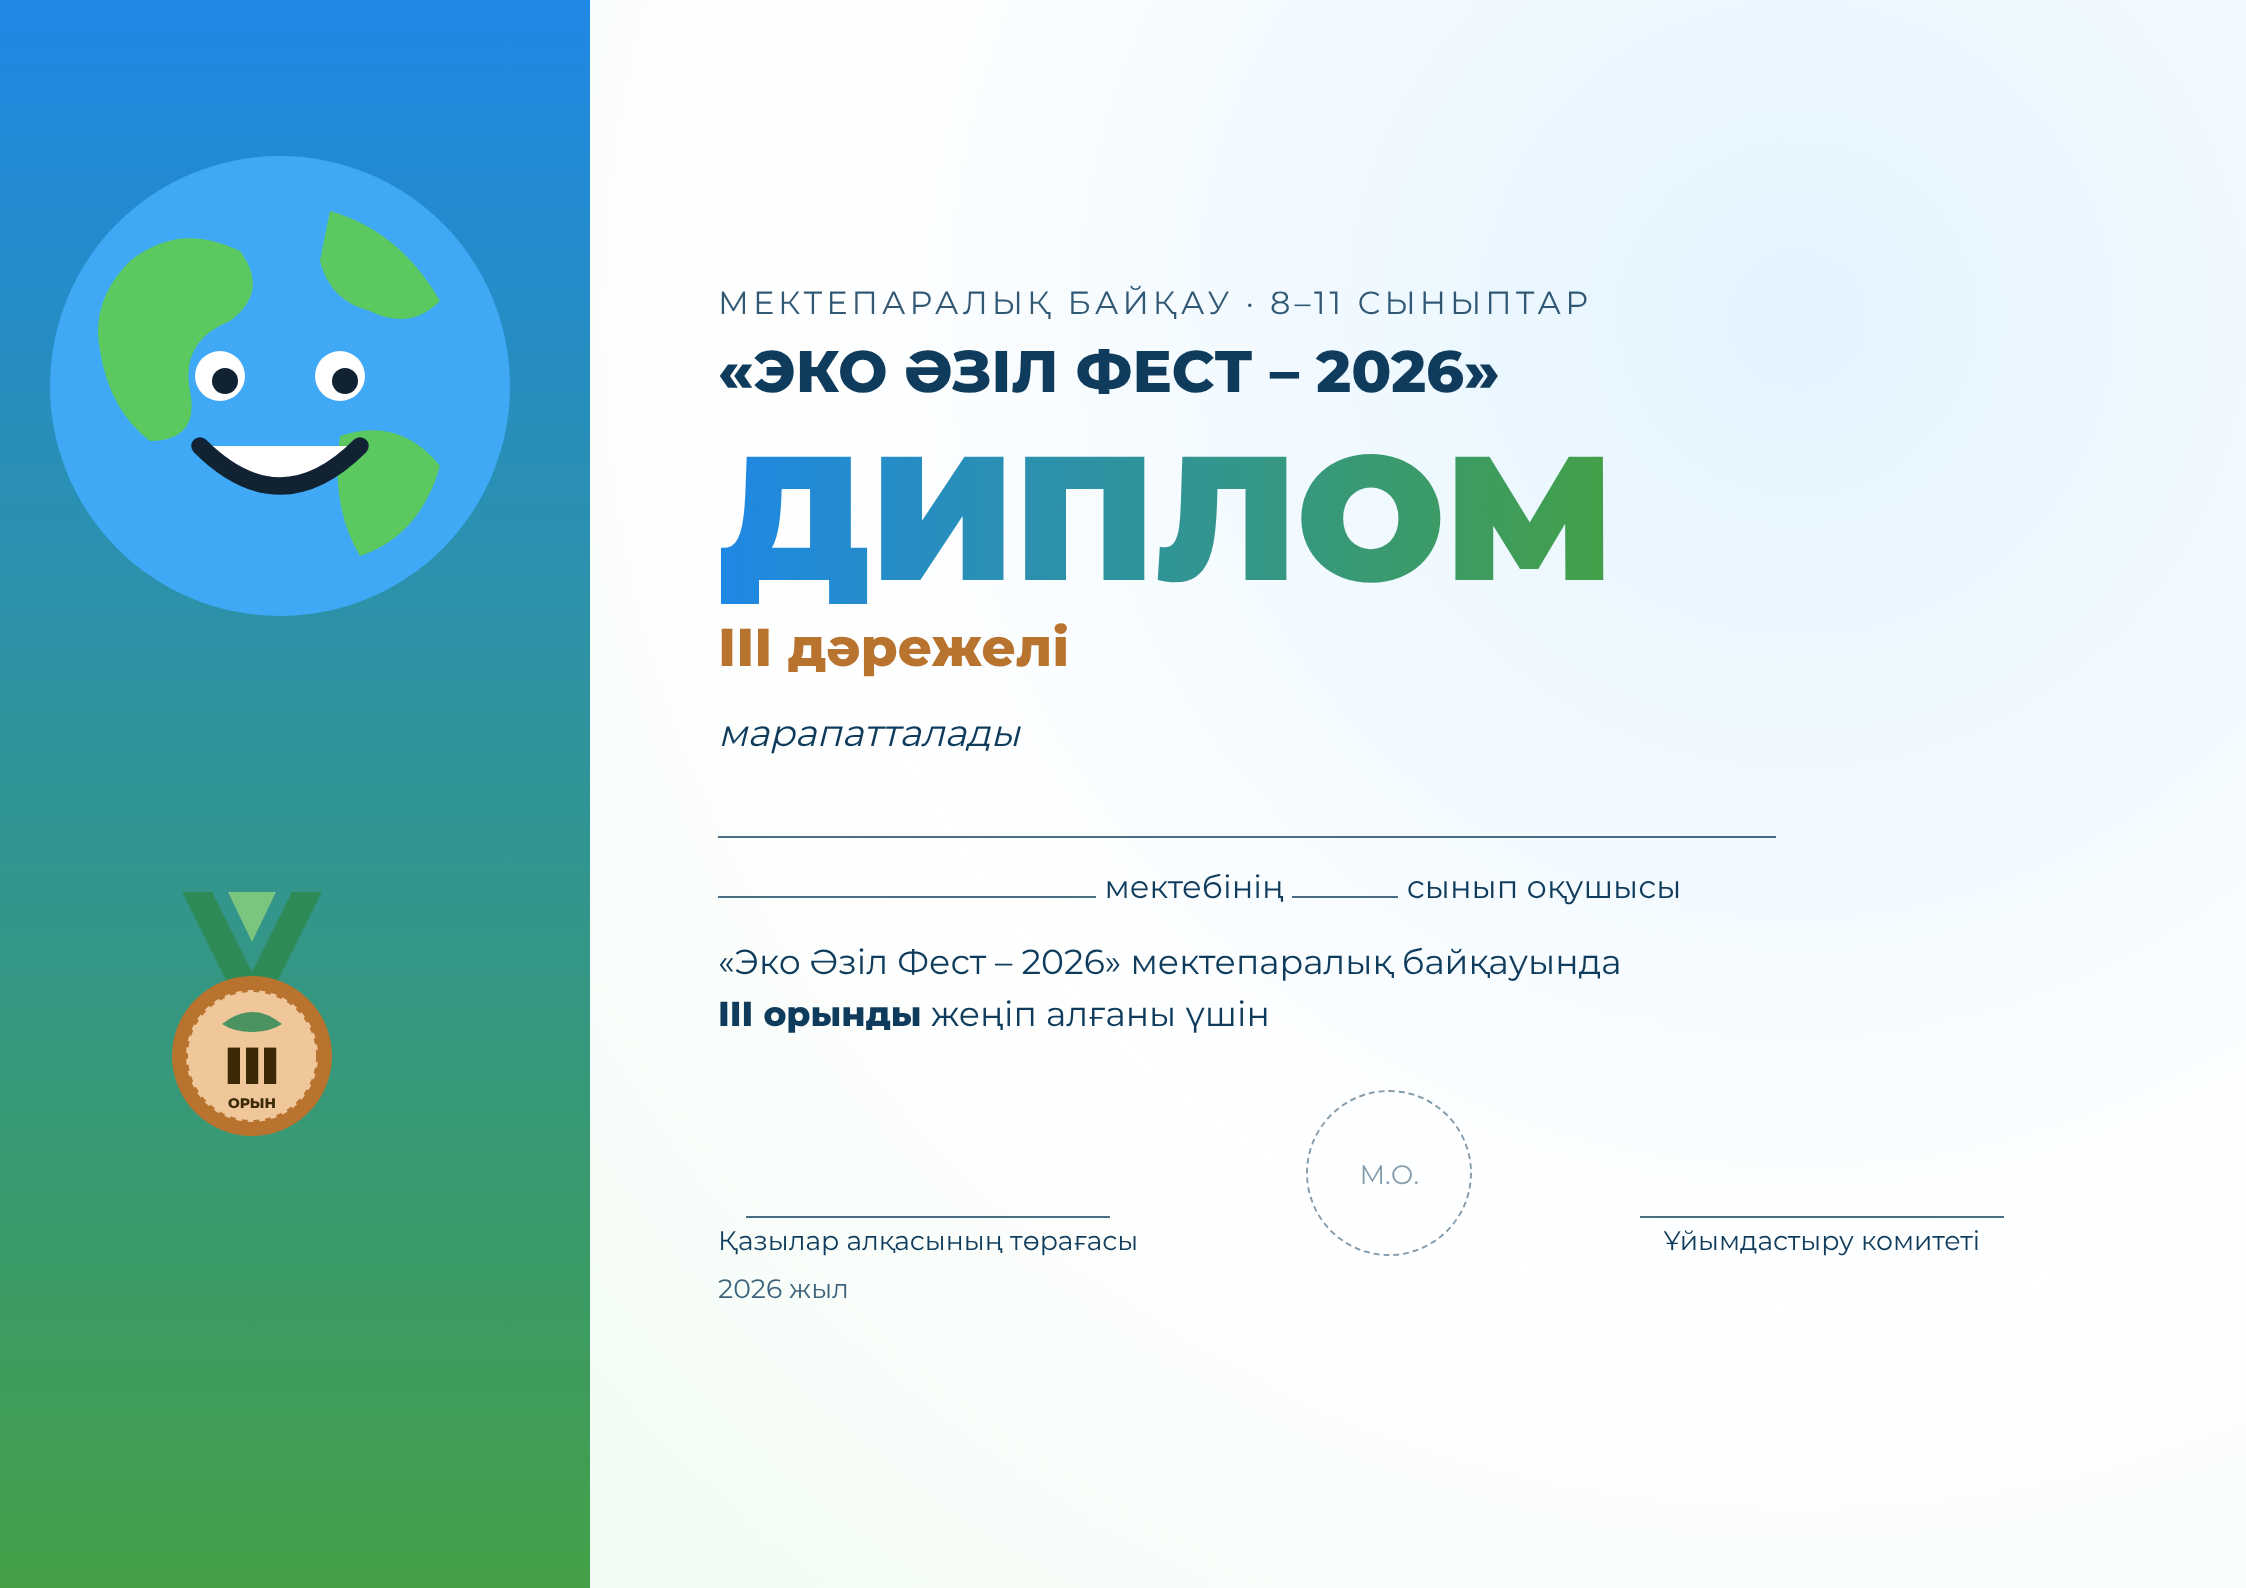 МЕКТЕПАРАЛЫҚ БАЙҚАУ · 8–11 СЫНЫПТАР
«ЭКО ӘЗІЛ ФЕСТ – 2026»
ДИПЛОМ
III дәрежелі
марапатталады
мектебінің сынып оқушысы
«Эко Әзіл Фест – 2026» мектепаралық байқауында
III орынды жеңіп алғаны үшін
III
ОРЫН
М.О.
Қазылар алқасының төрағасы
Ұйымдастыру комитеті
2026 жыл